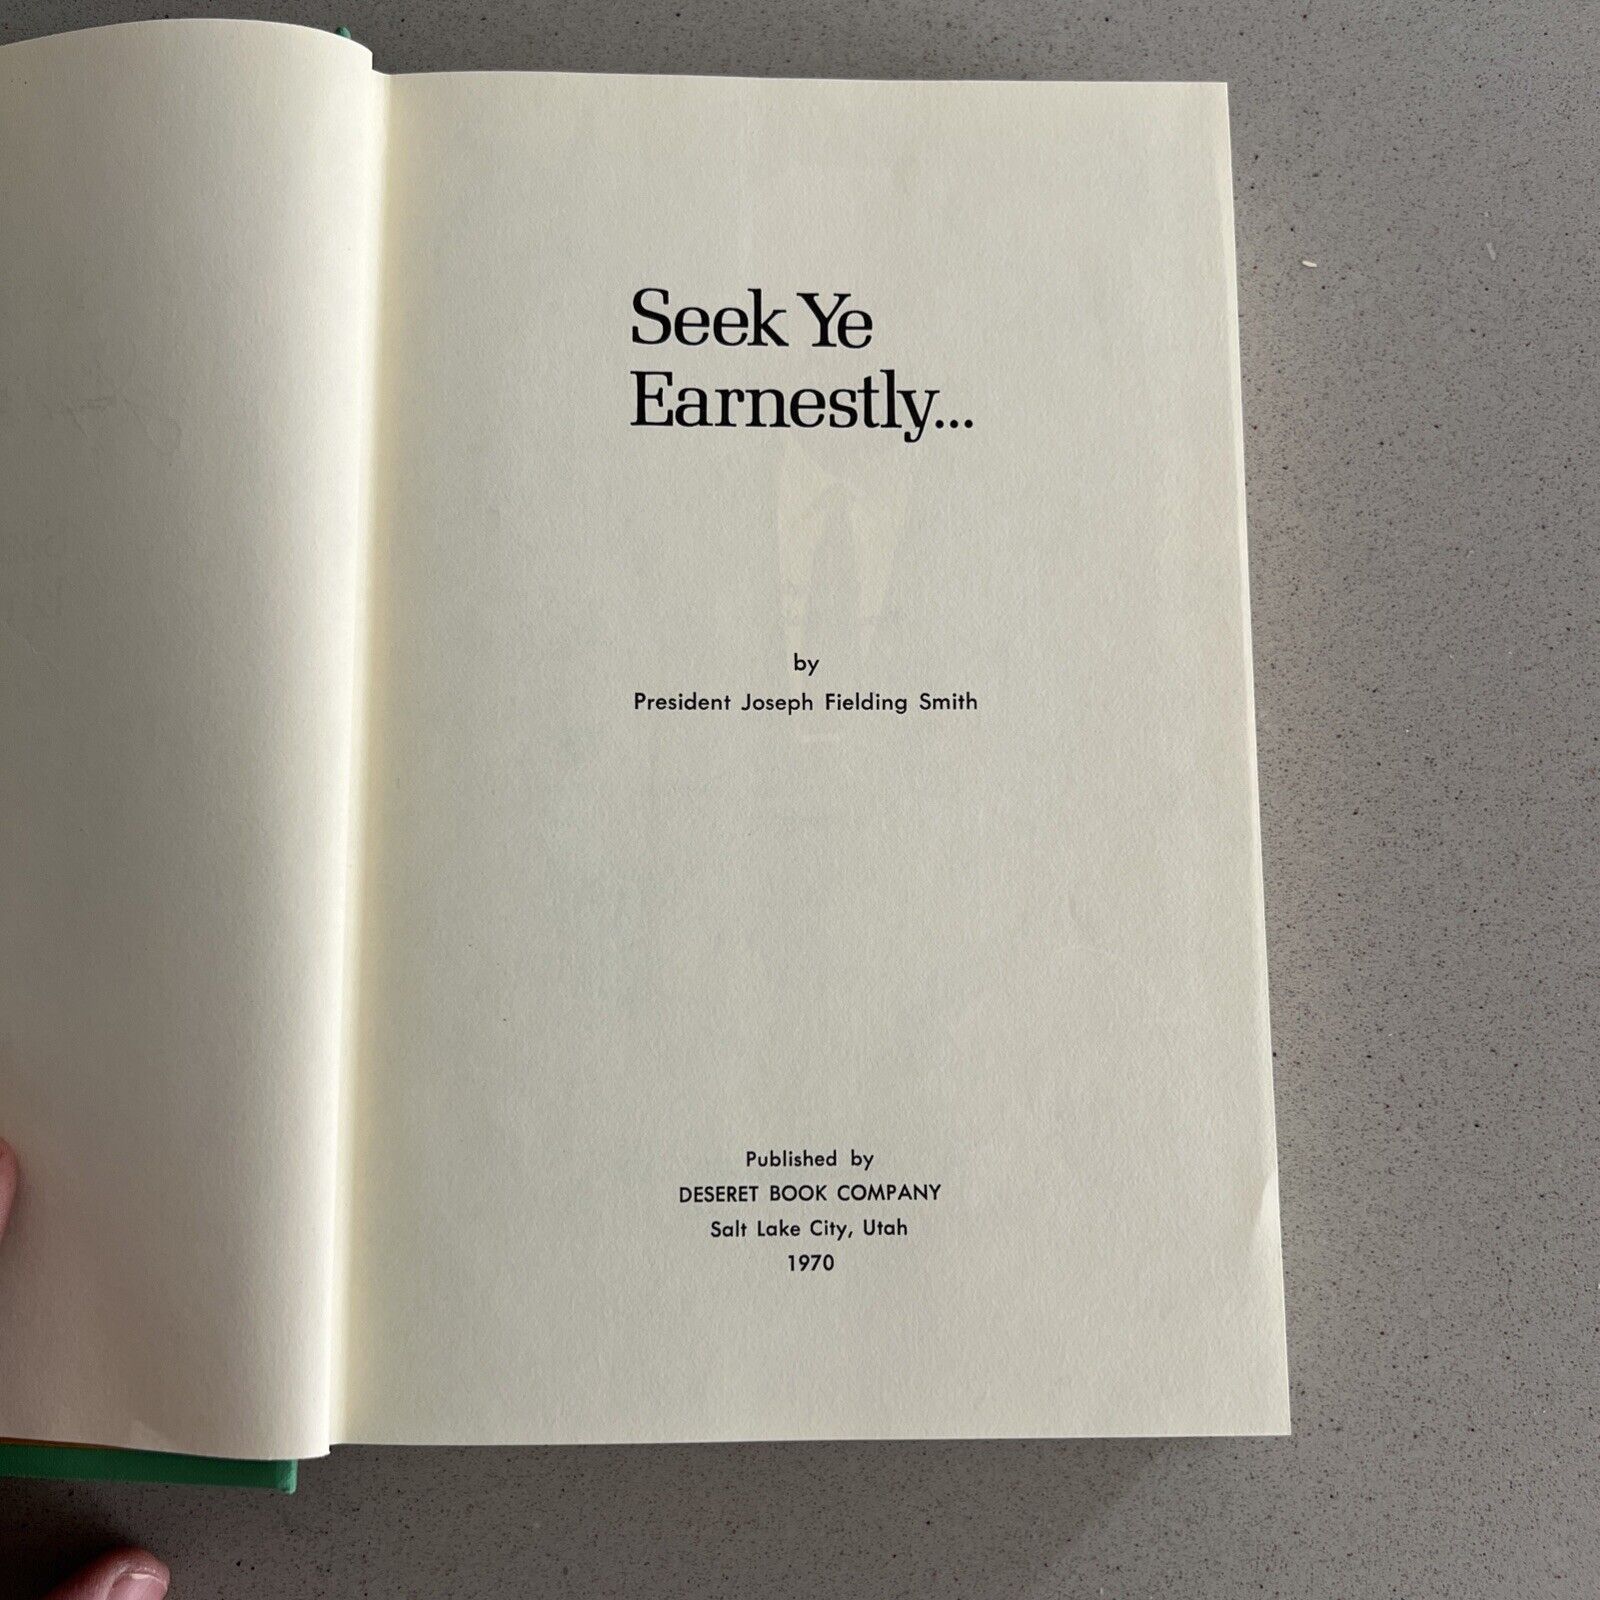 Seek Ye
Earnestly...
by
President Joseph Fielding Smith
Published by
DESERET BOOK COMPANY
Salt Lake City, Utah
1970